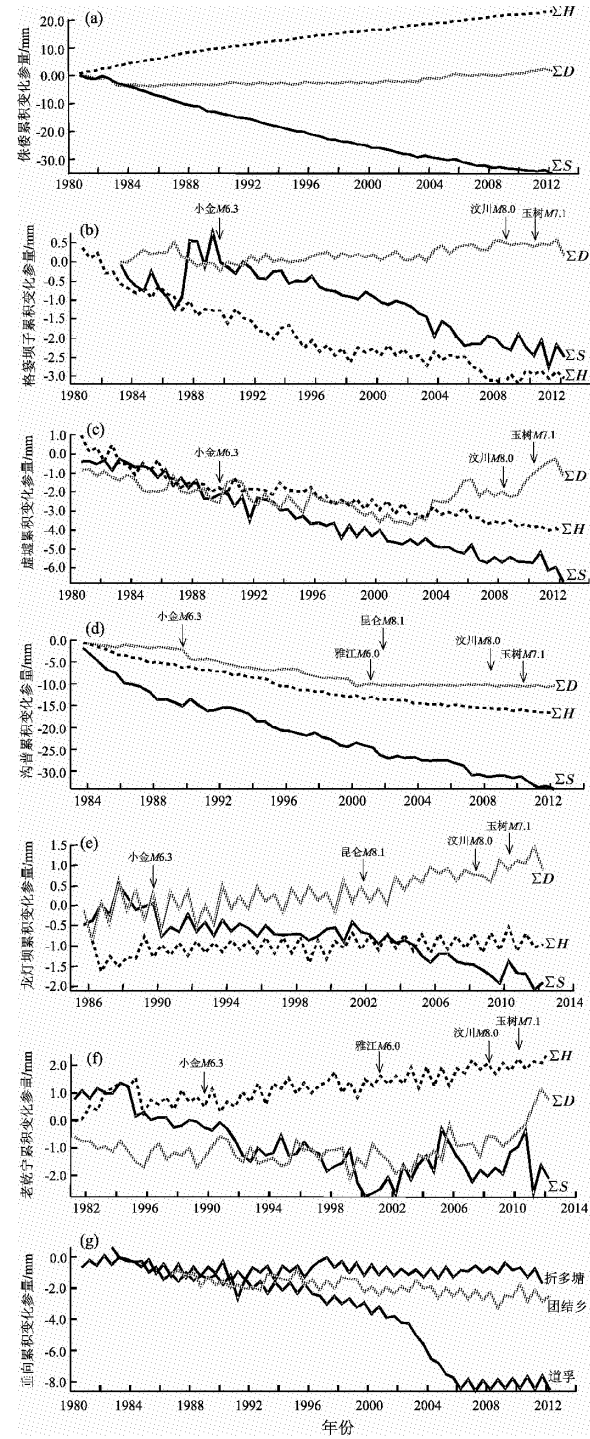 (a)
侏倭累积变化参量/mm
20.0
10.0
0.00
-10.0
-20.0
-30.0
ΣH
ΣD
ΣS
1980 1984 1988 1992 1996 2000 2004 2008 2012
(b)
格篓坝子累积变化参量/mm
小金M6.3
汶川M8.0
玉树M7.1
0.5
0.0
-0.5
-1.0
-1.5
-2.0
-2.5
-3.0
ΣD
ΣS
ΣH
1980 1984 1988 1992 1996 2000 2004 2008 2012
(c)
虚墟累积变化参量/mm
小金M6.3
汶川M8.0
玉树M7.1
1.0
0.0
-1.0
-2.0
-3.0
-4.0
-5.0
-6.0
ΣD
ΣH
ΣS
1980 1984 1988 1992 1996 2000 2004 2008 2012
(d)
沟普累积变化参量/mm
小金M6.3
昆仑M8.1
雅江M6.0
汶川M8.0
玉树M7.1
0.0
-5.0
-10.0
-15.0
-20.0
-25.0
-30.0
ΣD
ΣH
ΣS
1984 1988 1992 1996 2000 2004 2008 2012
(e)
龙灯坝累积变化参量/mm
小金M6.3
昆仑M8.1
汶川M8.0
玉树M7.1
1.5
1.0
0.5
0.0
-0.5
-1.0
-1.5
-2.0
ΣD
ΣH
ΣS
1986 1990 1994 1998 2002 2006 2010 2014
(f)
老乾宁累积变化参量/mm
小金M6.3
雅江M6.0
汶川M8.0
玉树M7.1
2.0
1.0
0.0
-1.0
-2.0
ΣH
ΣD
ΣS
1982 1986 1990 1994 1998 2002 2006 2010 2014
(g)
垂向累积变化参量/mm
0.0
-2.0
-4.0
-6.0
-8.0
折多塘
团结乡
道孚
1980 1984 1988 1992 1996 2000 2004 2008 2012
年份